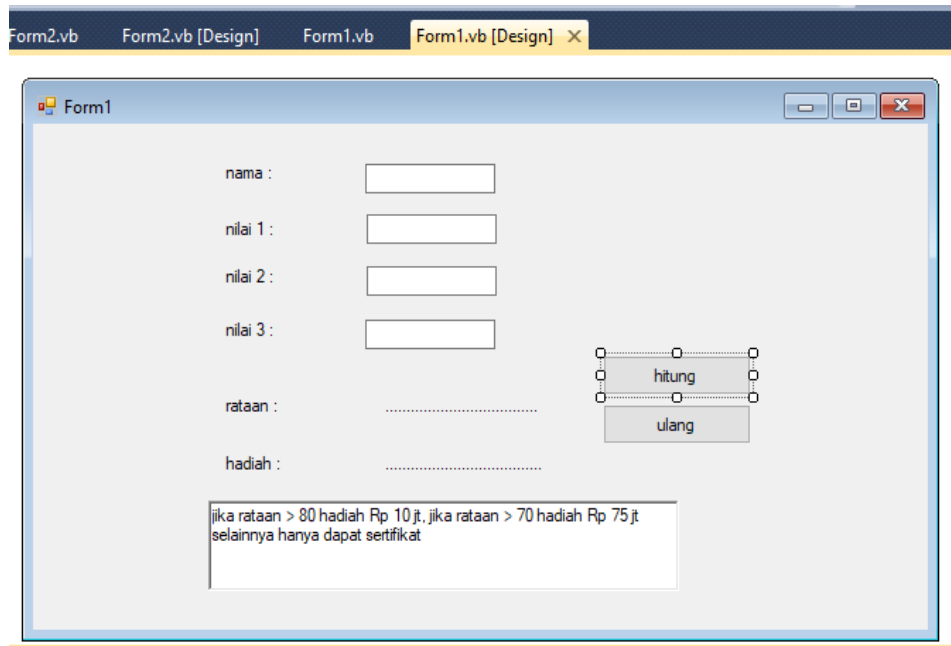 Form2.vb Form2.vb [Design] Form1.vb Form1.vb [Design]
Form1
nama :
nilai 1 :
nilai 2 :
nilai 3 :
hitung
rataan : ....................................
ulang
hadiah : .....................................
jika rataan > 80 hadiah Rp 10 jt, jika rataan > 70 hadiah Rp 75 jt
selainnya hanya dapat sertifikat